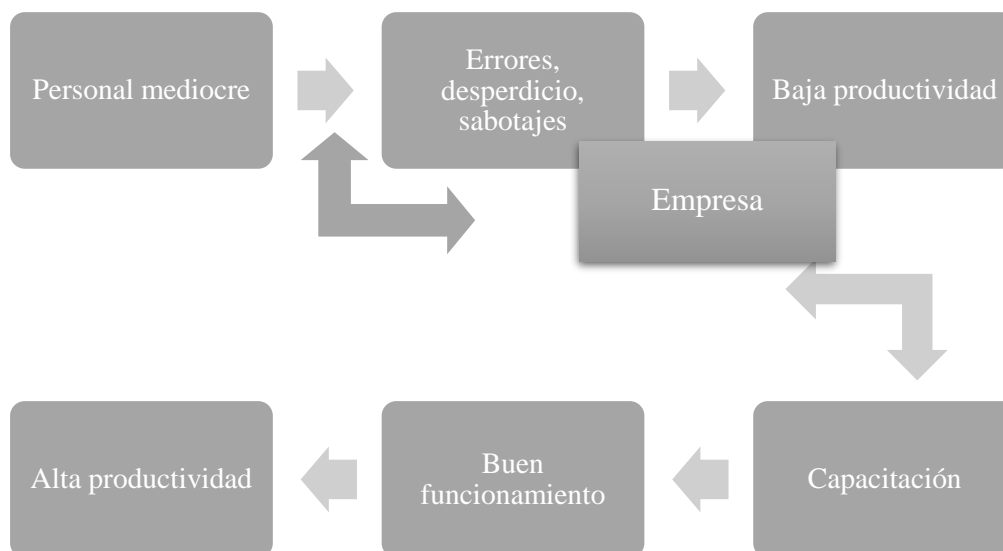 Personal mediocre
Errores,
desperdicio,
sabotajes
Baja productividad
Empresa
Capacitación
Buen
funcionamiento
Alta productividad